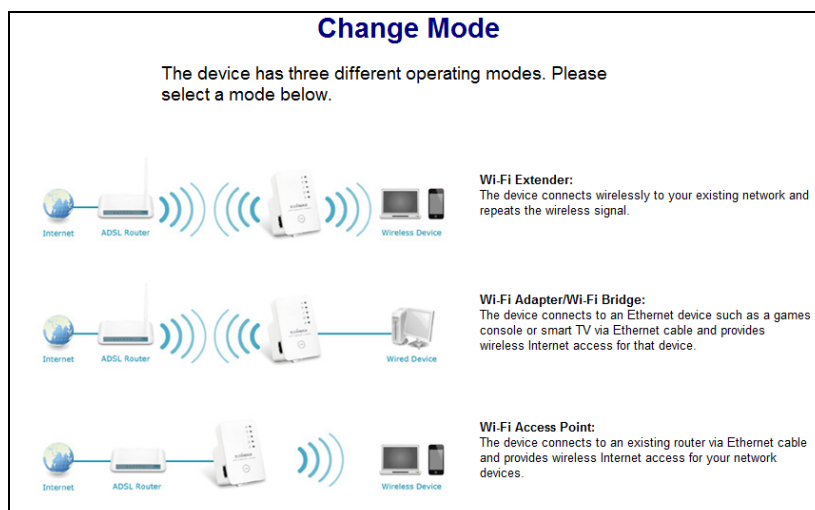 Change Mode
The device has three different operating modes. Please
select a mode below.
Internet
ADSL Router
Wireless Device
Wi-Fi Extender:
The device connects wirelessly to your existing network and
repeats the wireless signal.
Internet
ADSL Router
Wired Device
Wi-Fi Adapter/Wi-Fi Bridge:
The device connects to an Ethernet device such as a games
console or smart TV via Ethernet cable and provides
wireless Internet access for that device.
Internet
ADSL Router
Wireless Device
Wi-Fi Access Point:
The device connects to an existing router via Ethernet cable
and provides wireless Internet access for your network
devices.